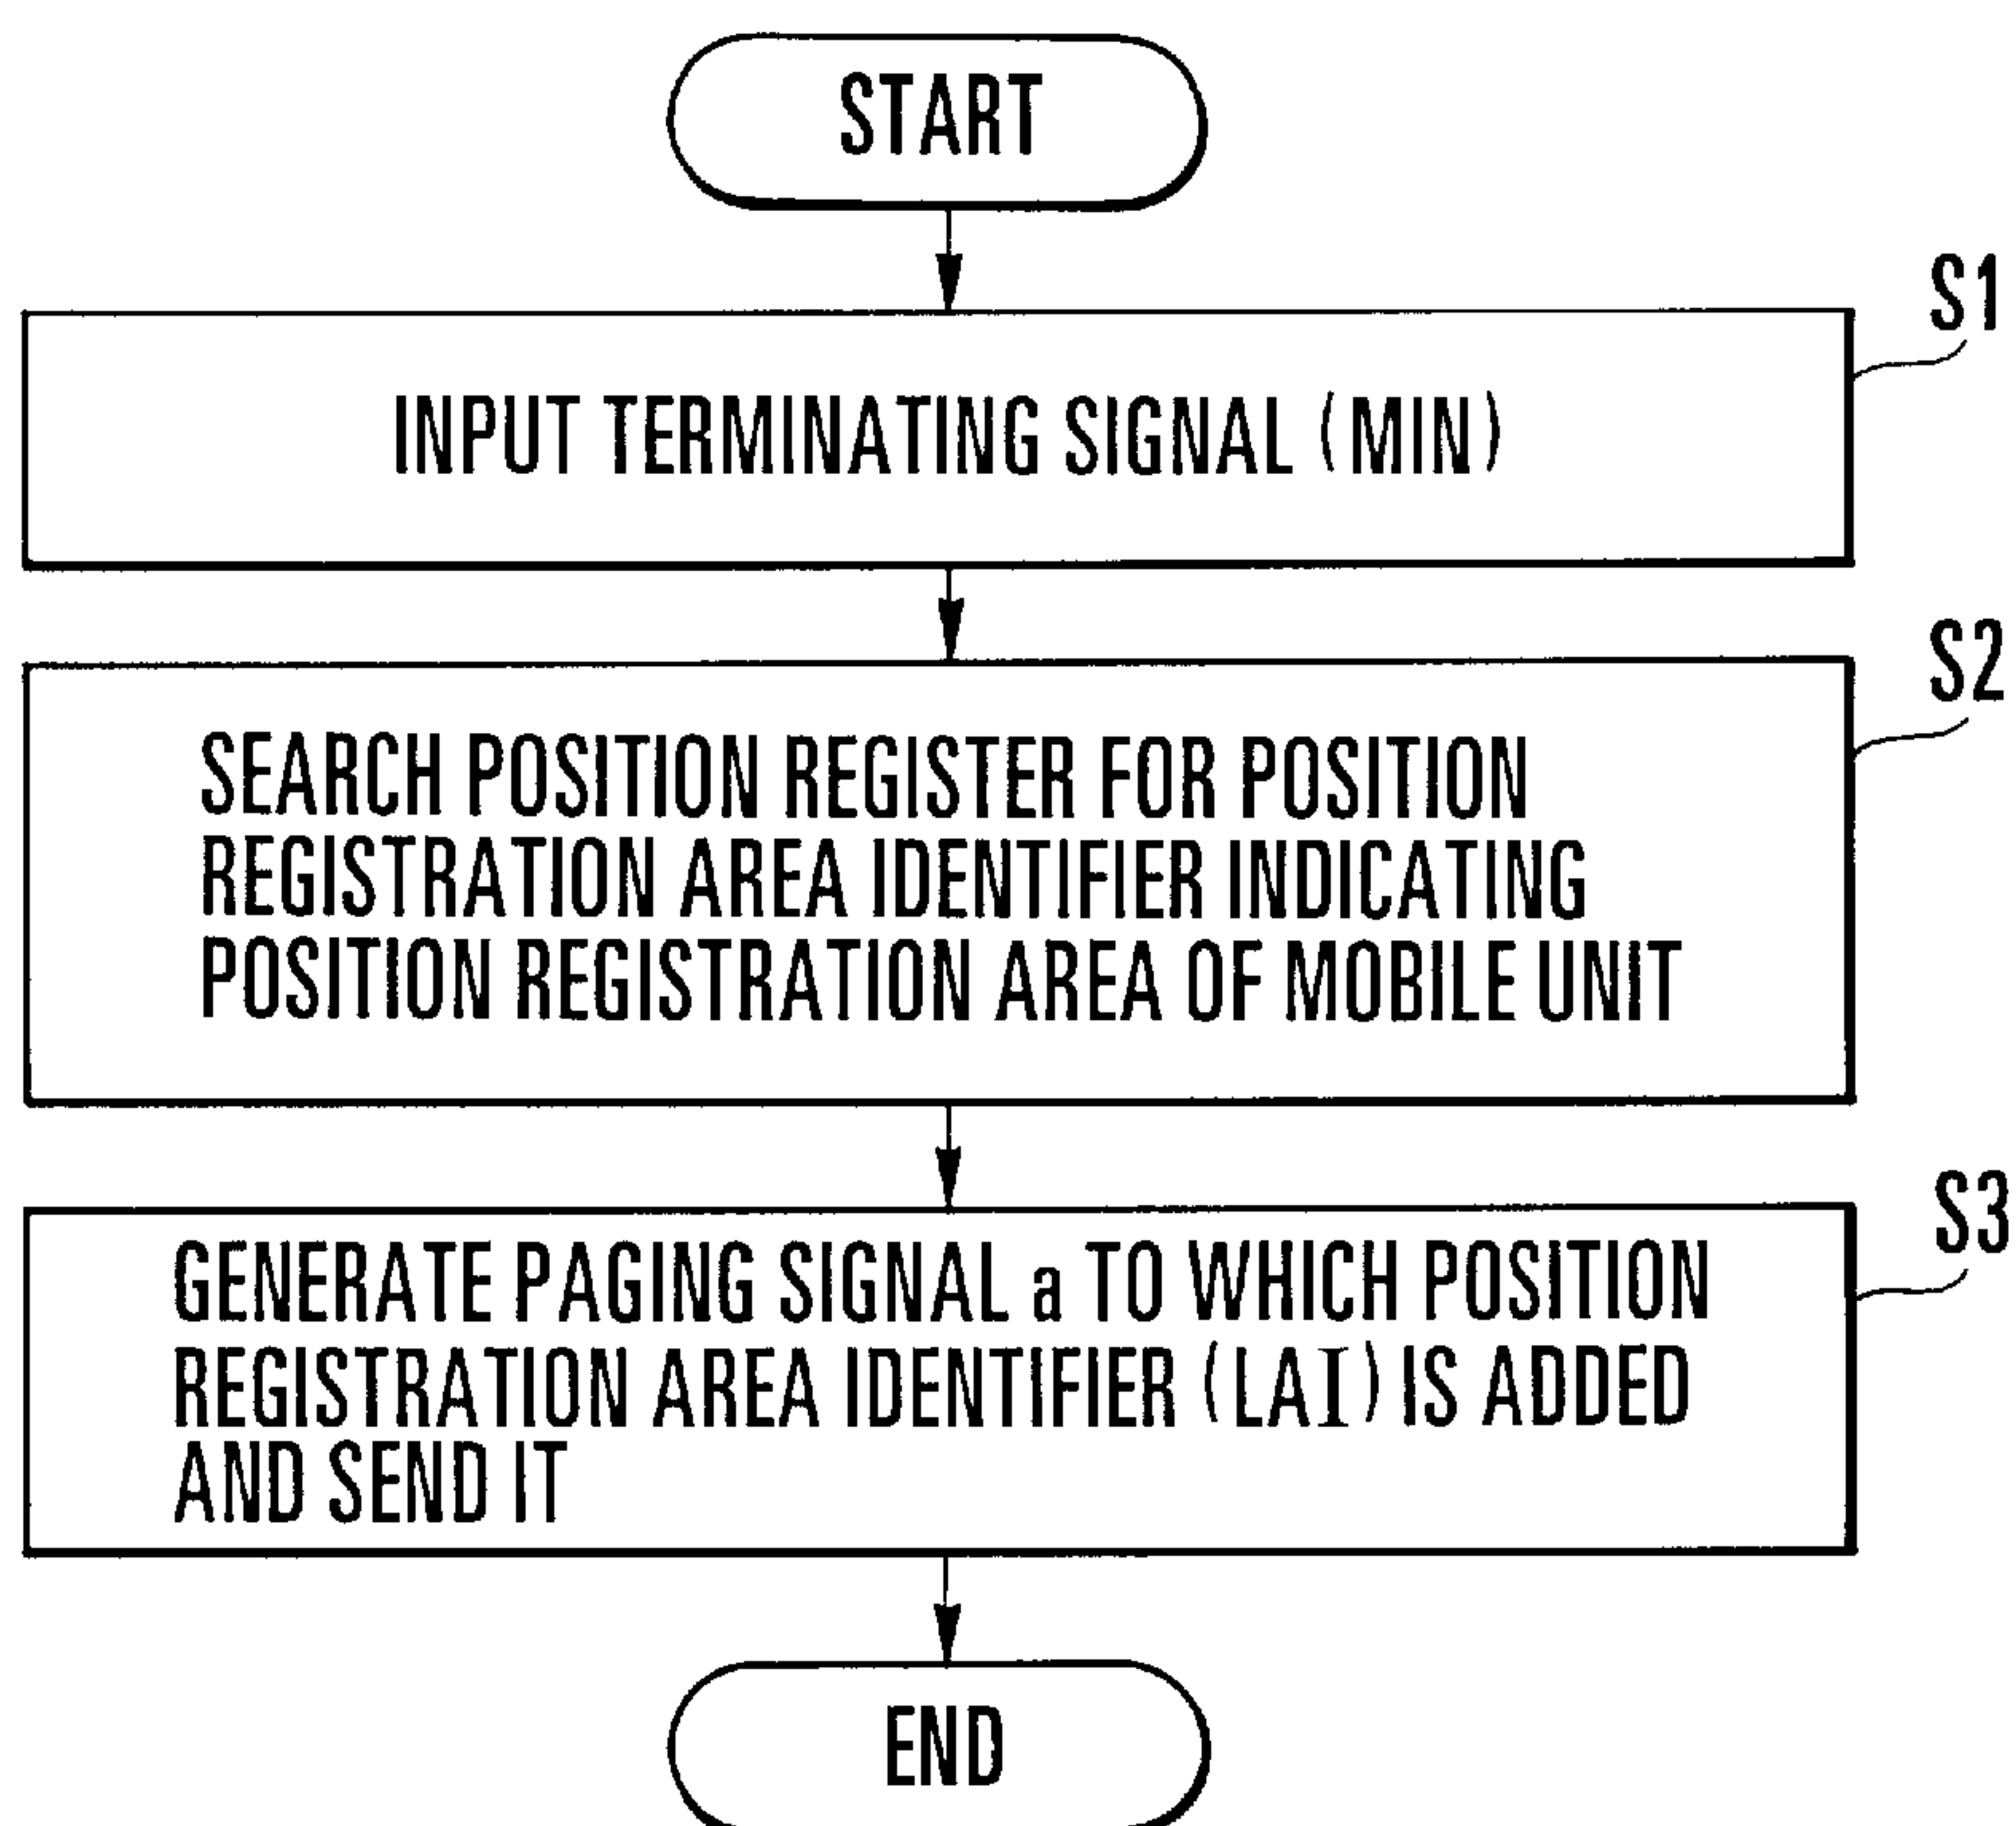 START
S1
INPUT TERMINATING SIGNAL (MIN)
S2
SEARCH POSITION REGISTER FOR POSITION
REGISTRATION AREA IDENTIFIER INDICATING
POSITION REGISTRATION AREA OF MOBILE UNIT
S3
GENERATE PAGING SIGNAL a TO WHICH POSITION
REGISTRATION AREA IDENTIFIER (LAI) IS ADDED
AND SEND IT
END